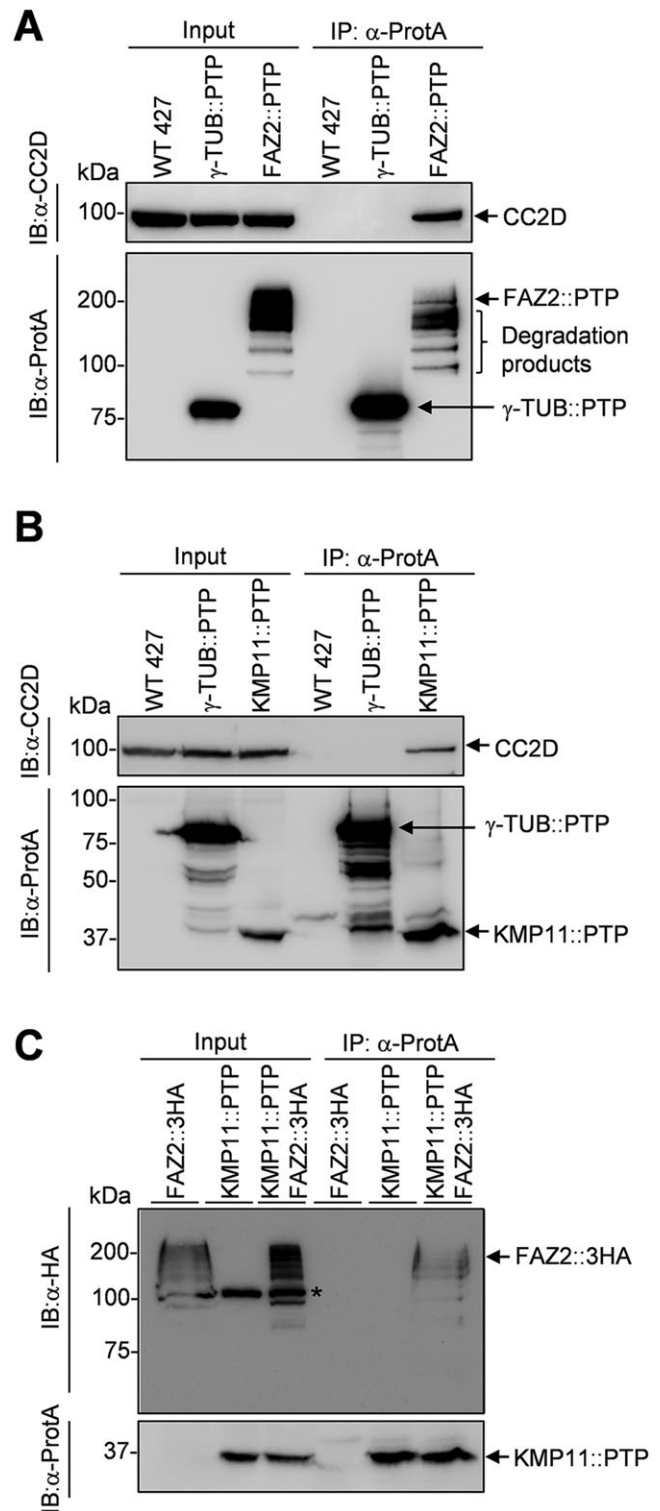 A
Input IP: α-ProtA
WT 427 γ-TUB::PTP FAZ2::PTP WT 427 γ-TUB::PTP FAZ2::PTP
kDa
IB:α-CC2D
100- CC2D
IB:α-ProtA
200- FAZ2::PTP
Degradation
products
100-
75- γ-TUB::PTP
B
Input IP: α-ProtA
WT 427 γ-TUB::PTP KMP11::PTP WT 427 γ-TUB::PTP KMP11::PTP
kDa
IB:α-CC2D
100- CC2D
IB:α-ProtA
100-
75- γ-TUB::PTP
50-
37- KMP11::PTP
C
Input IP: α-ProtA
FAZ2::3HA KMP11::PTP KMP11::PTP FAZ2::3HA FAZ2::3HA KMP11::PTP KMP11::PTP FAZ2::3HA
kDa
IB:α-HA
200- FAZ2::3HA
100- *
75-
IB:α-ProtA
37- KMP11::PTP